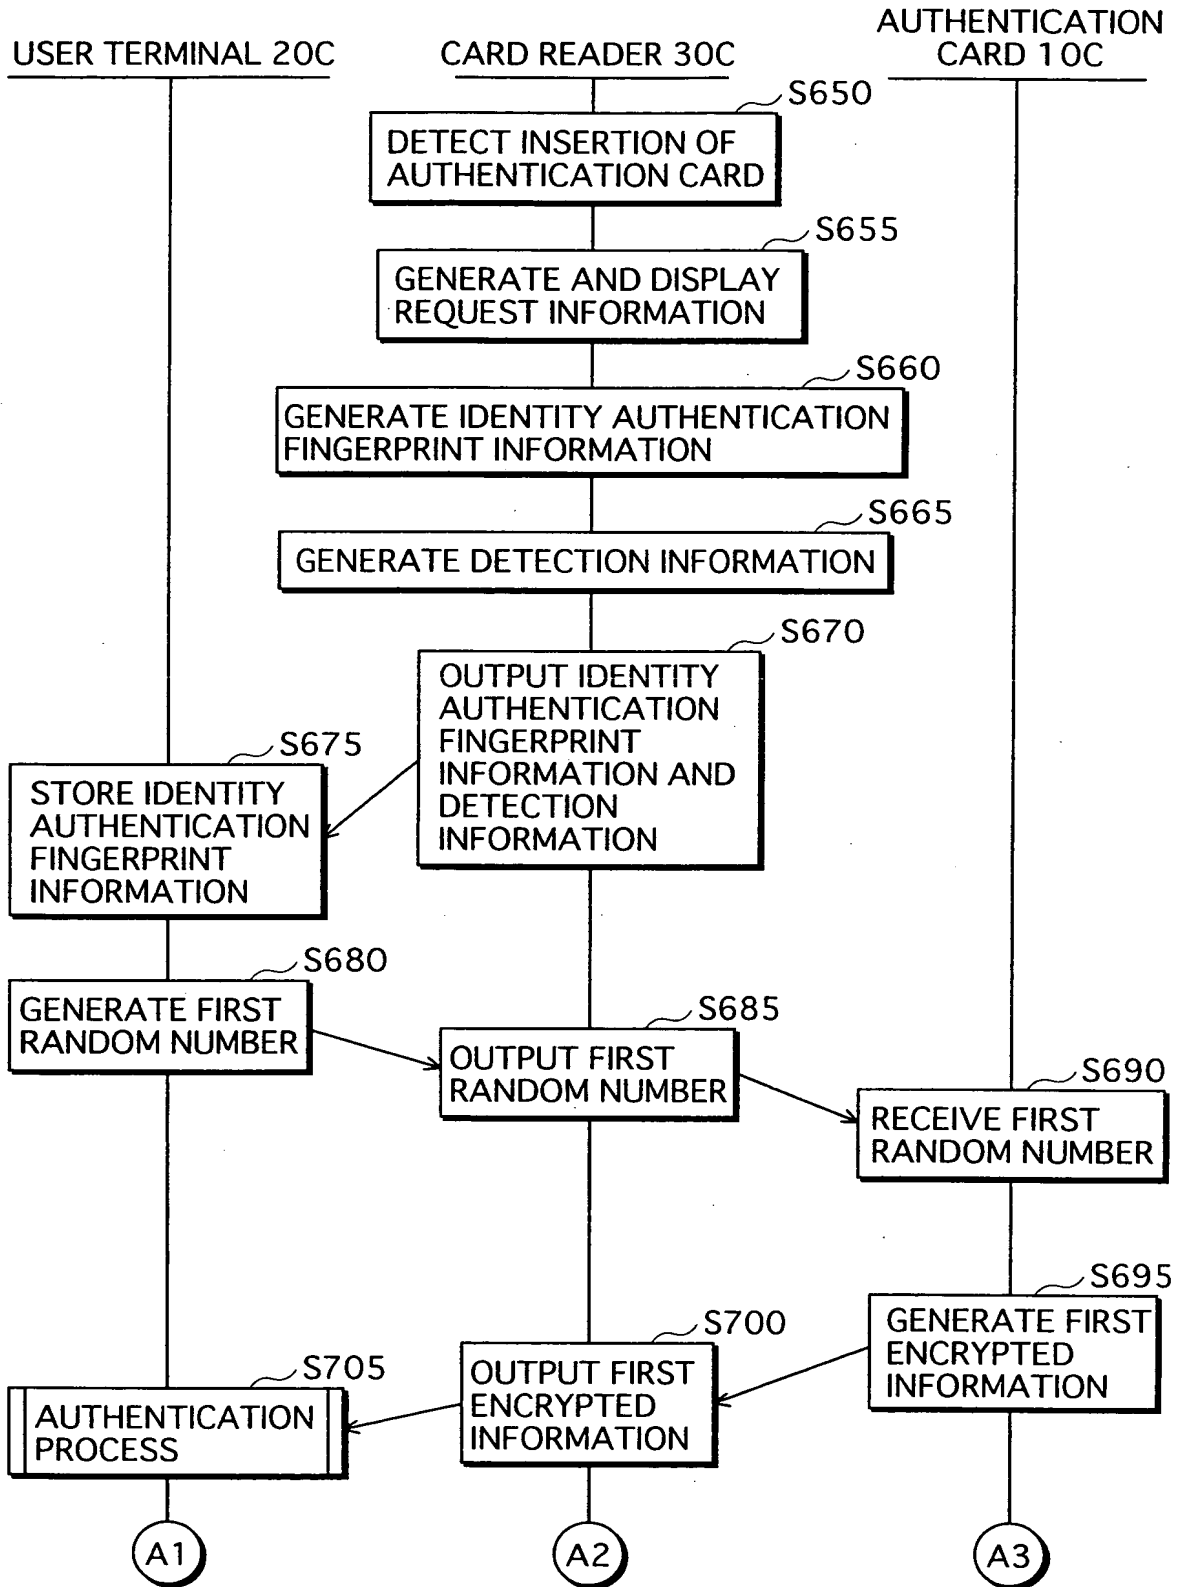 USER TERMINAL 20C
CARD READER 30C
AUTHENTICATION
CARD 10C
S650
DETECT INSERTION OF
AUTHENTICATION CARD
S655
GENERATE AND DISPLAY
REQUEST INFORMATION
S660
GENERATE IDENTITY AUTHENTICATION
FINGERPRINT INFORMATION
S665
GENERATE DETECTION INFORMATION
S670
OUTPUT IDENTITY
AUTHENTICATION
FINGERPRINT
INFORMATION AND
DETECTION
INFORMATION
S675
STORE IDENTITY
AUTHENTICATION
FINGERPRINT
INFORMATION
S680
GENERATE FIRST
RANDOM NUMBER
S685
OUTPUT FIRST
RANDOM NUMBER
S690
RECEIVE FIRST
RANDOM NUMBER
S695
GENERATE FIRST
ENCRYPTED
INFORMATION
S700
OUTPUT FIRST
ENCRYPTED
INFORMATION
S705
AUTHENTICATION
PROCESS
A1
A2
A3